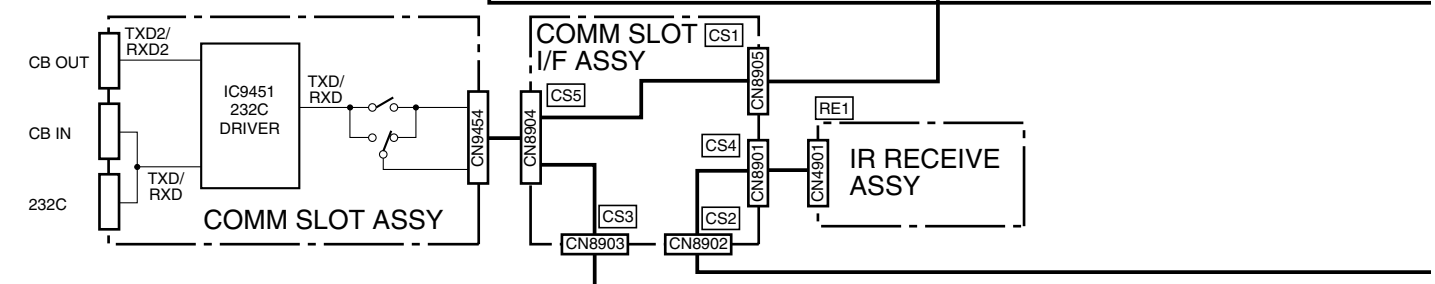 CB OUT
TXD2/
RXD2
CB IN
232C
TXD/
RXD
IC9451
232C
DRIVER
TXD/
RXD
COMM SLOT ASSY
CN9454
COMM SLOT
I/F ASSY
CS1
CN8905
CS5
CN8904
CS4
CN8901
CS3
CN8903
CS2
CN8902
RE1
CN4901
IR RECEIVE
ASSY